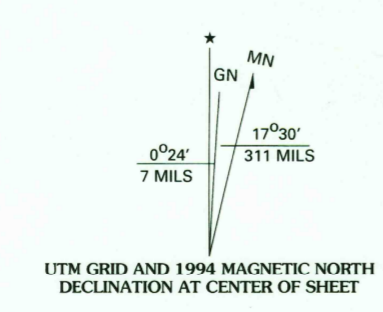 ★
MN
GN
17°30′
311 MILS
0°24′
7 MILS
UTM GRID AND 1994 MAGNETIC NORTH
DECLINATION AT CENTER OF SHEET